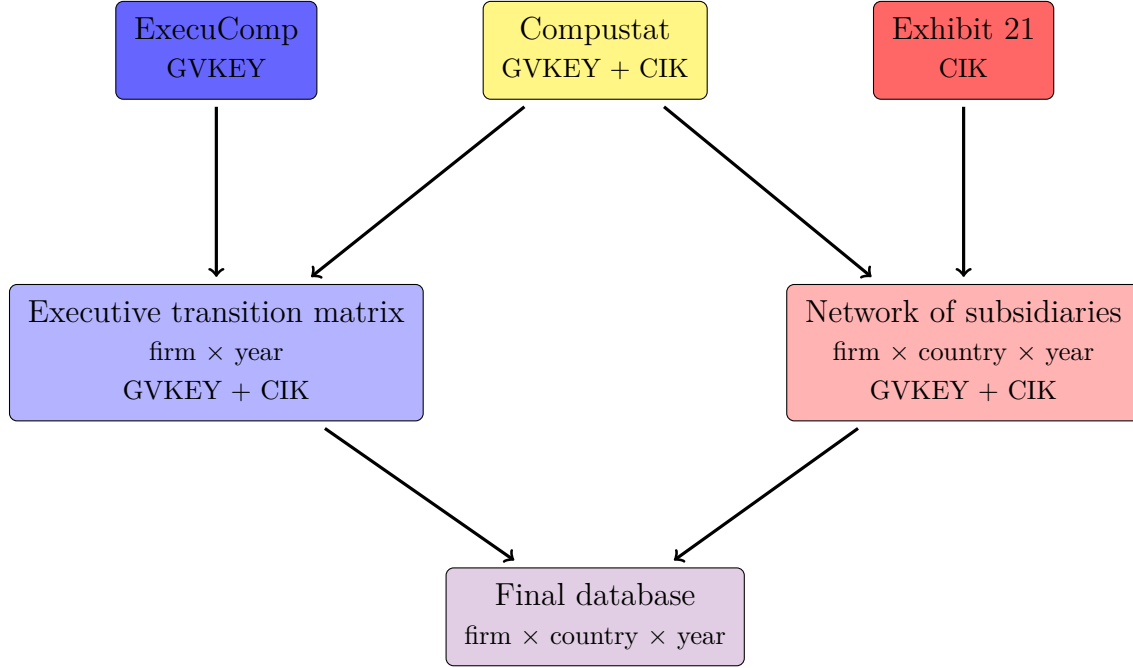 ExecuComp
GVKEY
Compustat
GVKEY + CIK
Exhibit 21
CIK
Executive transition matrix
firm × year
GVKEY + CIK
Network of subsidiaries
firm × country × year
GVKEY + CIK
Final database
firm × country × year